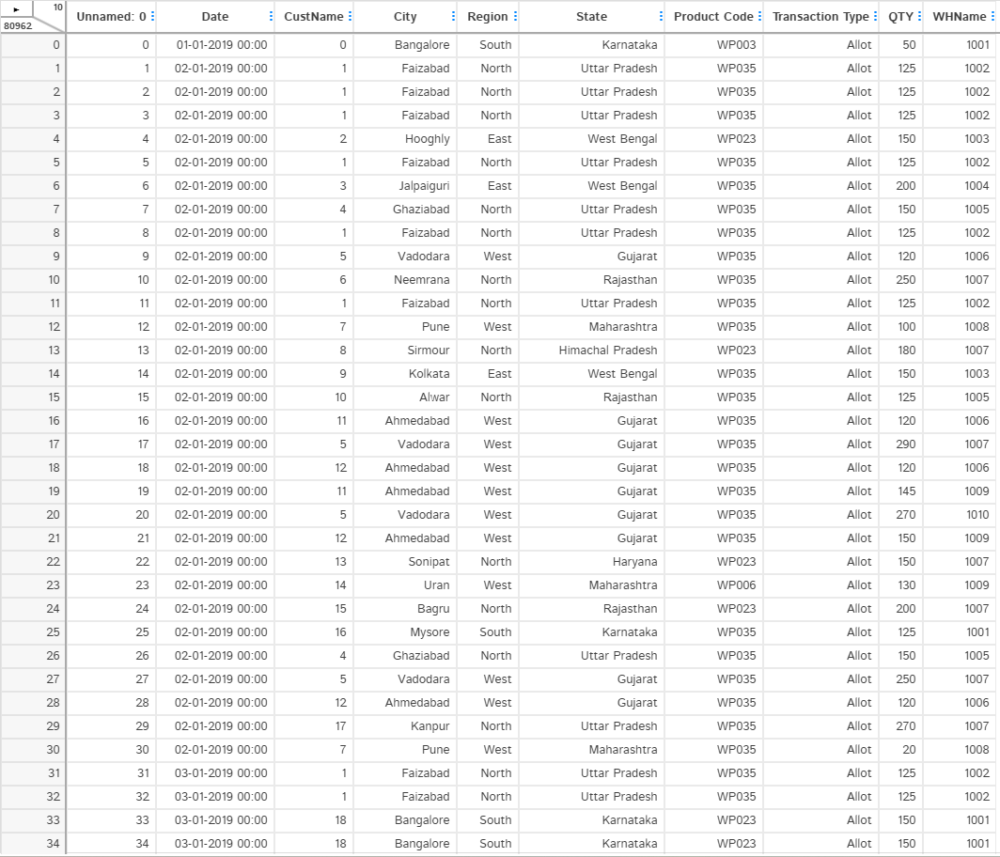 ► 10
80962
Unnamed: 0 Date CustName City Region State Product Code Transaction Type QTY WHName
0 0 01-01-2019 00:00 0 Bangalore South Karnataka WP003 Allot 50 1001
1 1 02-01-2019 00:00 1 Faizabad North Uttar Pradesh WP035 Allot 125 1002
2 2 02-01-2019 00:00 1 Faizabad North Uttar Pradesh WP035 Allot 125 1002
3 3 02-01-2019 00:00 1 Faizabad North Uttar Pradesh WP035 Allot 125 1002
4 4 02-01-2019 00:00 2 Hooghly East West Bengal WP023 Allot 150 1003
5 5 02-01-2019 00:00 1 Faizabad North Uttar Pradesh WP035 Allot 125 1002
6 6 02-01-2019 00:00 3 Jalpaiguri East West Bengal WP035 Allot 200 1004
7 7 02-01-2019 00:00 4 Ghaziabad North Uttar Pradesh WP035 Allot 150 1005
8 8 02-01-2019 00:00 1 Faizabad North Uttar Pradesh WP035 Allot 125 1002
9 9 02-01-2019 00:00 5 Vadodara West Gujarat WP035 Allot 120 1006
10 10 02-01-2019 00:00 6 Neemrana North Rajasthan WP035 Allot 250 1007
11 11 02-01-2019 00:00 1 Faizabad North Uttar Pradesh WP035 Allot 125 1002
12 12 02-01-2019 00:00 7 Pune West Maharashtra WP035 Allot 100 1008
13 13 02-01-2019 00:00 8 Sirmour North Himachal Pradesh WP023 Allot 180 1007
14 14 02-01-2019 00:00 9 Kolkata East West Bengal WP035 Allot 150 1003
15 15 02-01-2019 00:00 10 Alwar North Rajasthan WP035 Allot 125 1005
16 16 02-01-2019 00:00 11 Ahmedabad West Gujarat WP035 Allot 120 1006
17 17 02-01-2019 00:00 5 Vadodara West Gujarat WP035 Allot 290 1007
18 18 02-01-2019 00:00 12 Ahmedabad West Gujarat WP035 Allot 120 1006
19 19 02-01-2019 00:00 11 Ahmedabad West Gujarat WP035 Allot 145 1009
20 20 02-01-2019 00:00 5 Vadodara West Gujarat WP035 Allot 270 1010
21 21 02-01-2019 00:00 12 Ahmedabad West Gujarat WP035 Allot 150 1009
22 22 02-01-2019 00:00 13 Sonipat North Haryana WP023 Allot 150 1007
23 23 02-01-2019 00:00 14 Uran West Maharashtra WP006 Allot 130 1009
24 24 02-01-2019 00:00 15 Bagru North Rajasthan WP023 Allot 200 1007
25 25 02-01-2019 00:00 16 Mysore South Karnataka WP035 Allot 125 1001
26 26 02-01-2019 00:00 4 Ghaziabad North Uttar Pradesh WP035 Allot 150 1005
27 27 02-01-2019 00:00 5 Vadodara West Gujarat WP035 Allot 250 1007
28 28 02-01-2019 00:00 12 Ahmedabad West Gujarat WP035 Allot 120 1006
29 29 02-01-2019 00:00 17 Kanpur North Uttar Pradesh WP035 Allot 270 1007
30 30 02-01-2019 00:00 7 Pune West Maharashtra WP035 Allot 20 1008
31 31 03-01-2019 00:00 1 Faizabad North Uttar Pradesh WP035 Allot 125 1002
32 32 03-01-2019 00:00 1 Faizabad North Uttar Pradesh WP035 Allot 125 1002
33 33 03-01-2019 00:00 18 Bangalore South Karnataka WP023 Allot 150 1001
34 34 03-01-2019 00:00 18 Bangalore South Karnataka WP023 Allot 150 1001